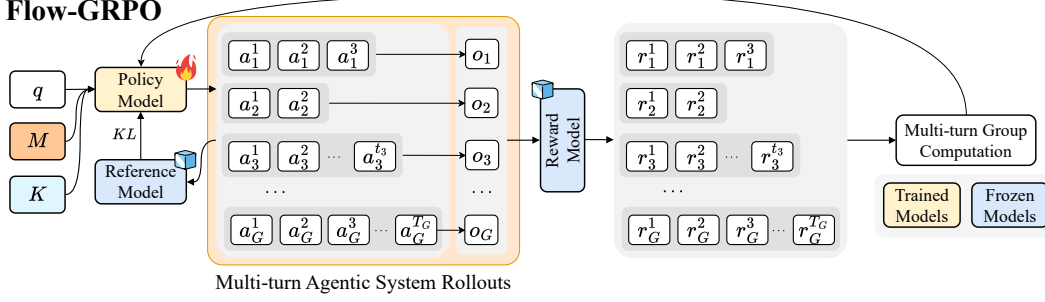 Flow-GRPO
q
M
K
Policy
Model
KL
Reference
Model
a_1^1 a_1^2 a_1^3 o_1
a_2^1 a_2^2 o_2
a_3^1 a_3^2 ... a_3^{t_3} o_3
... ...
a_G^1 a_G^2 a_G^3 ... a_G^{T_G} o_G
Multi-turn Agentic System Rollouts
Reward
Model
r_1^1 r_1^2 r_1^3
r_2^1 r_2^2
r_3^1 r_3^2 ... r_3^{t_3}
...
r_G^1 r_G^2 r_G^3 ... r_G^{T_G}
Multi-turn Group
Computation
Trained
Models
Frozen
Models